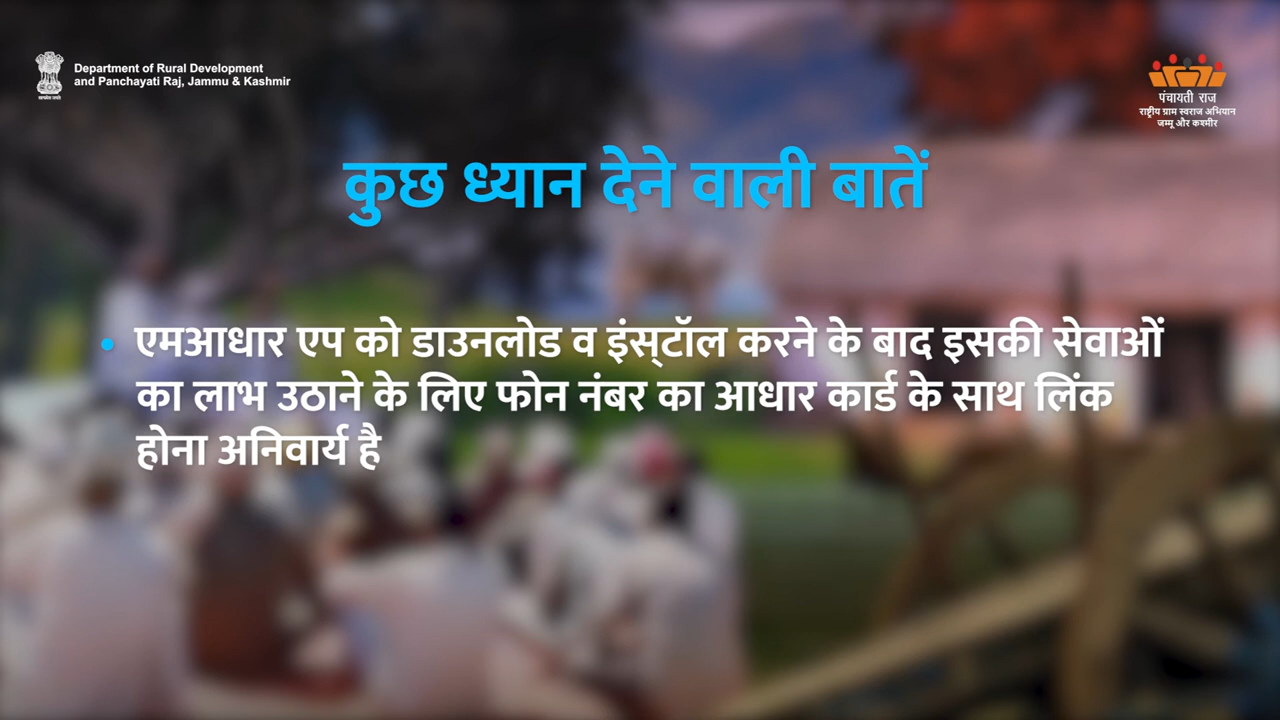 Department of Rural Development
and Panchayati Raj, Jammu & Kashmir
पंचायती राज
राष्ट्रीय ग्राम स्वराज अभियान
जम्मू और कश्मीर
कुछ ध्यान देने वाली बातें
• एमआधार एप को डाउनलोड व इंस्‌टॉल करने के बाद इसकी सेवाओं
का लाभ उठाने के लिए फोन नंबर का आधार कार्ड के साथ लिंक
होना अनिवार्य है